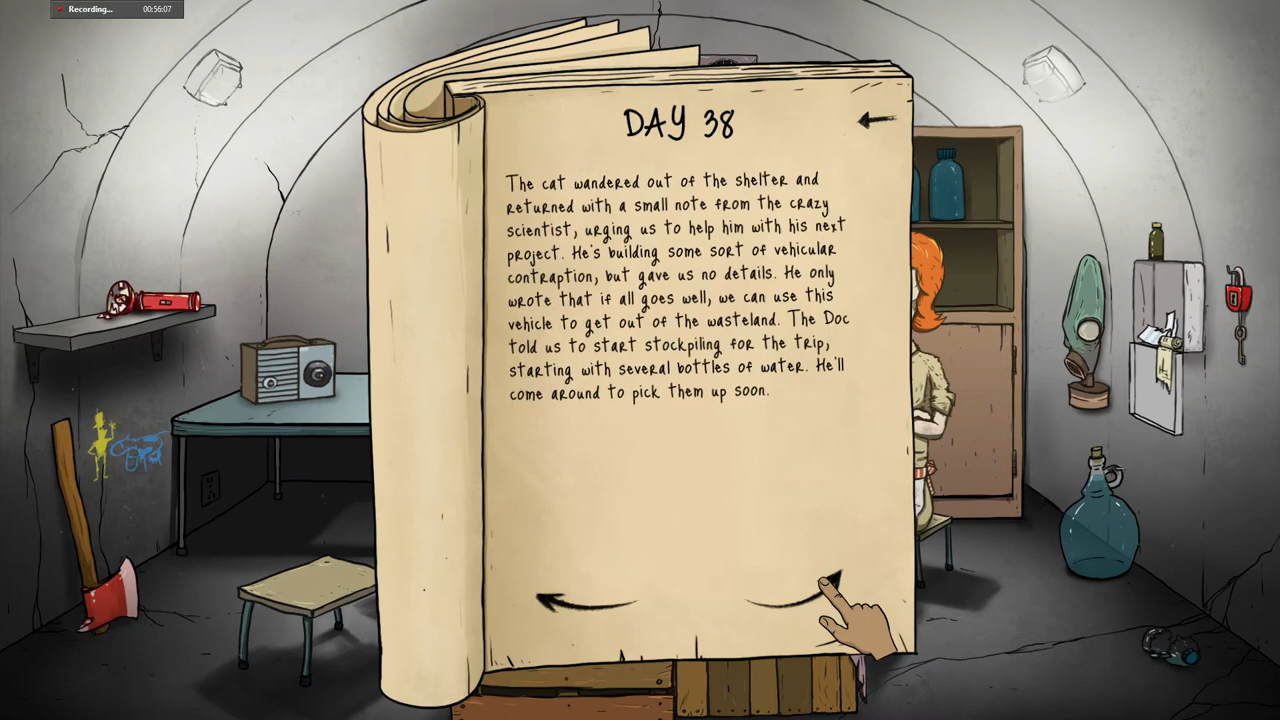 Recording...
00:56:07
DAY 38
The cat wandered out of the shelter and
returned with a small note from the crazy
scientist, urging us to help him with his next
project. He's building some sort of vehicular
contraption, but gave us no details. He only
wrote that if all goes well, we can use this
vehicle to get out of the wasteland. The Doc
told us to start stockpiling for the trip,
starting with several bottles of water. He'll
come around to pick them up soon.